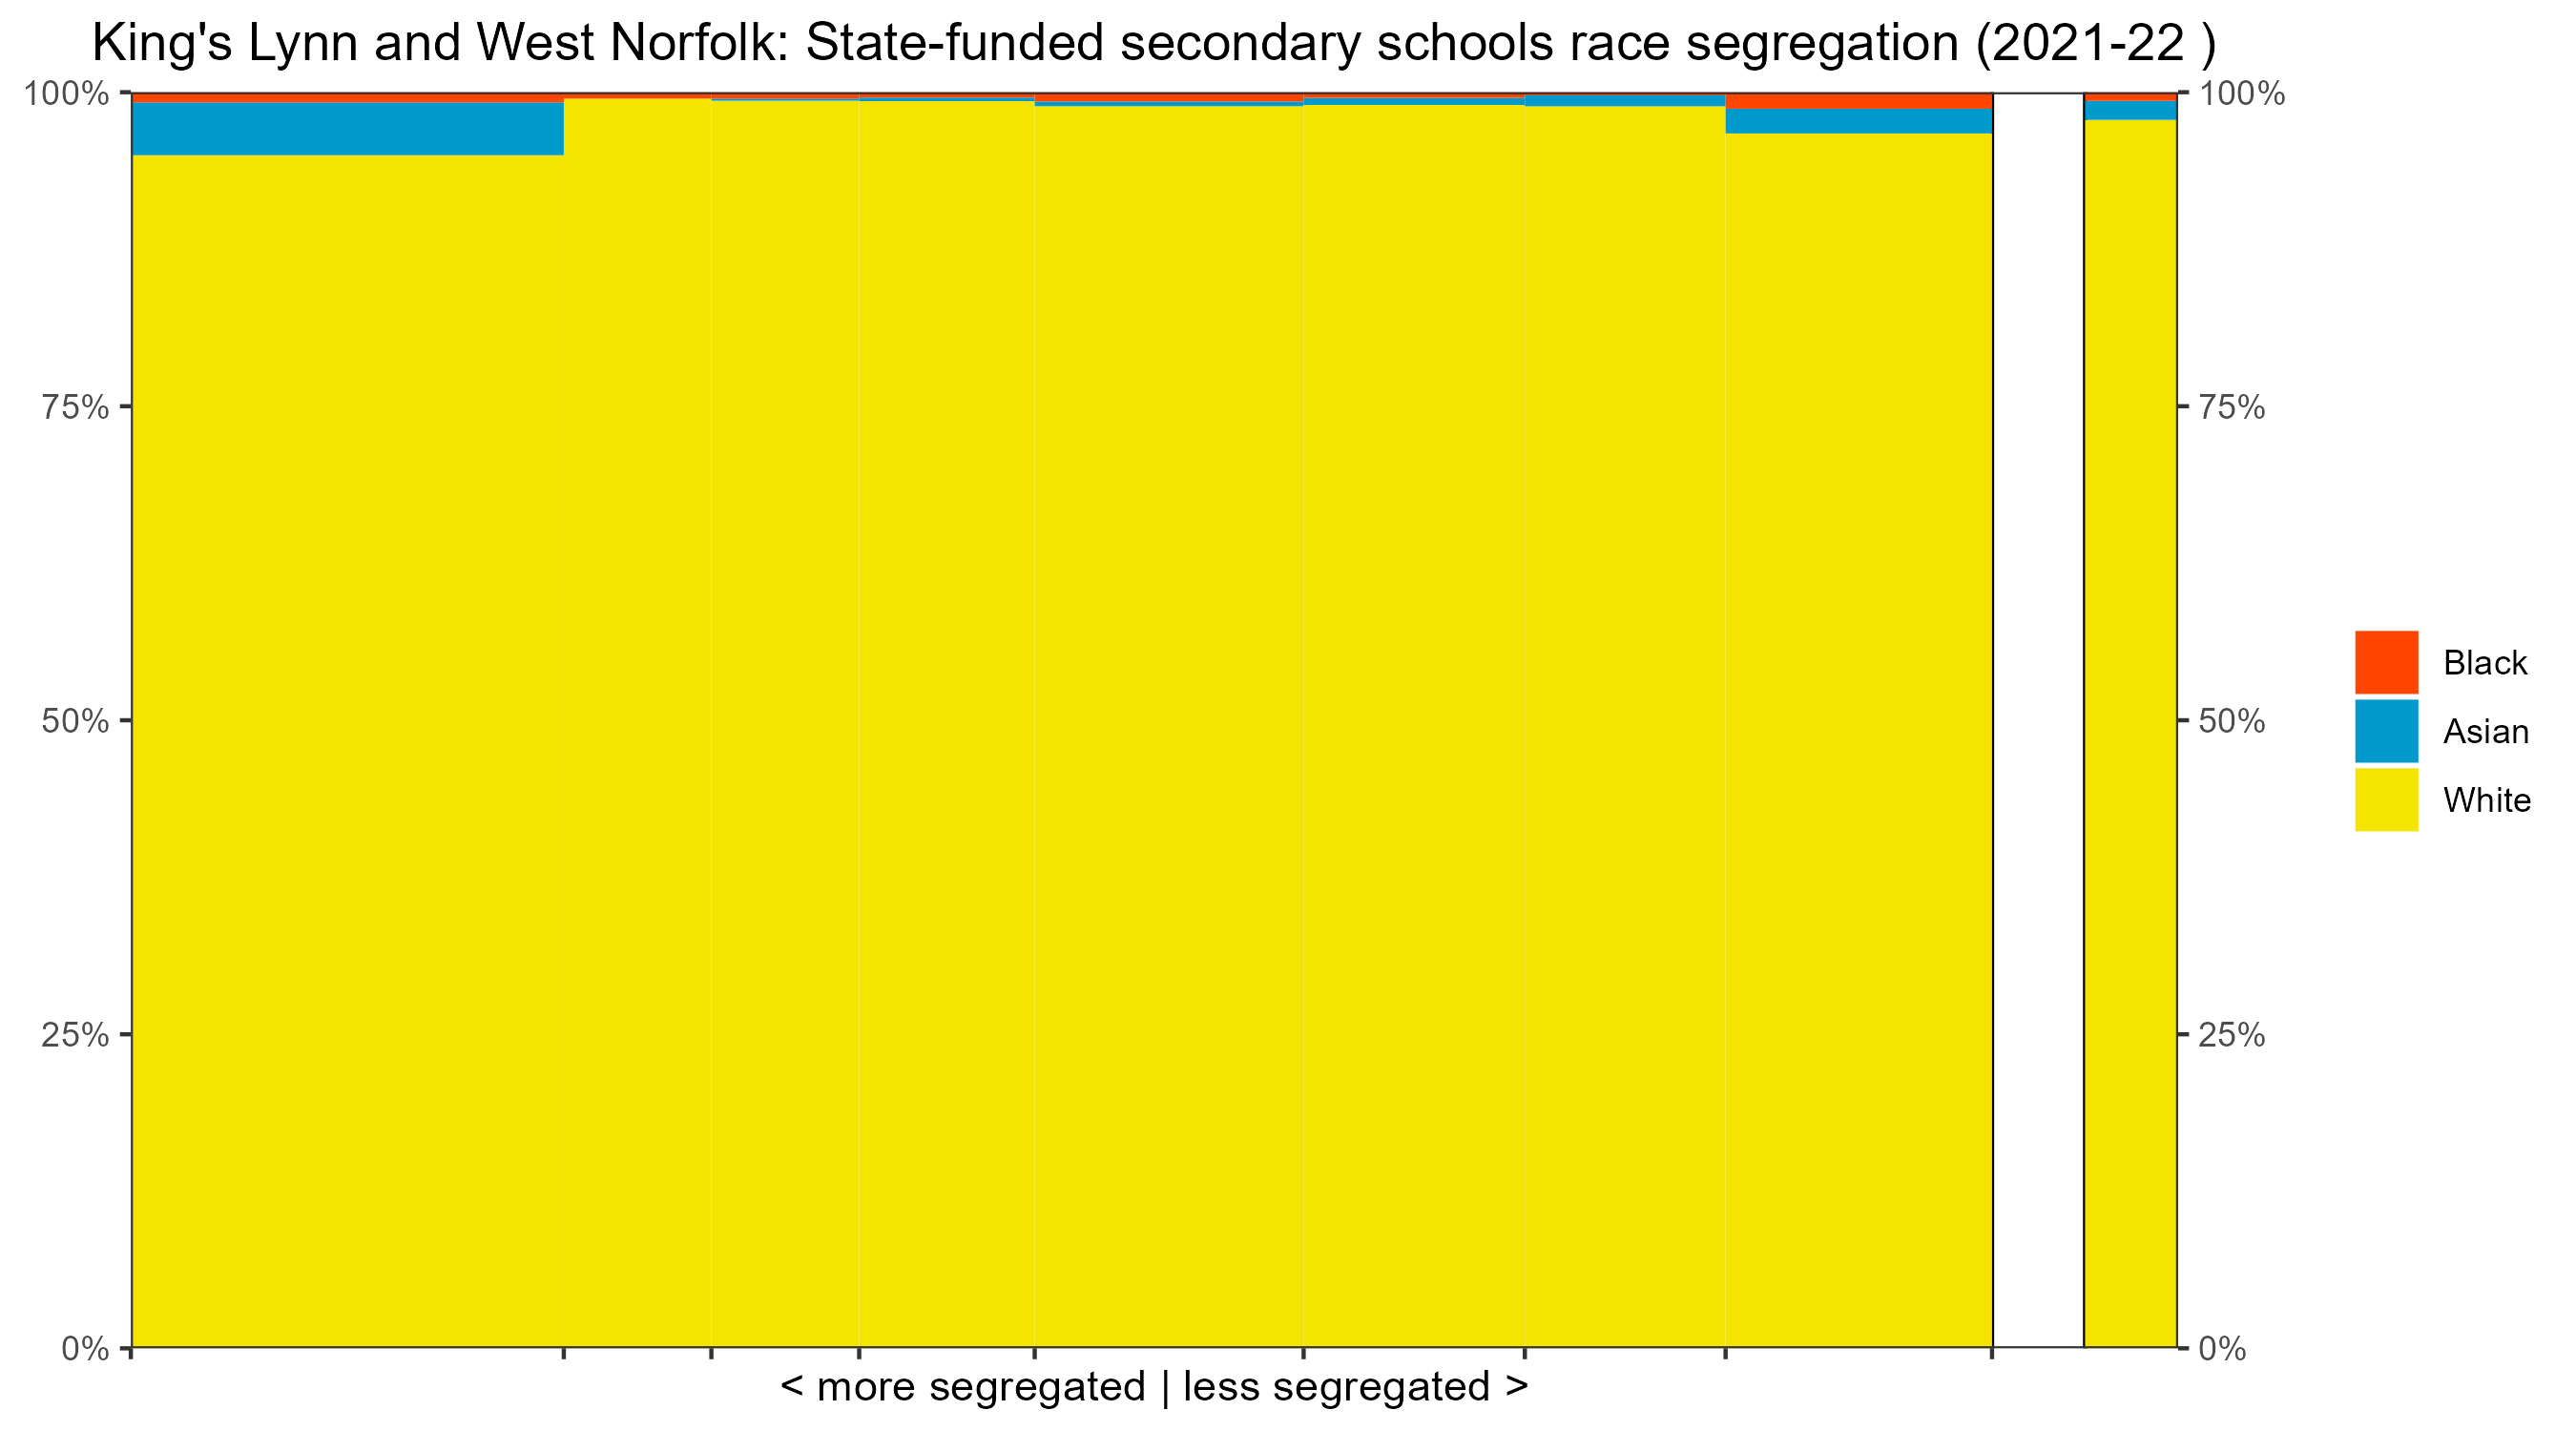 King's Lynn and West Norfolk: State-funded secondary schools race segregation (2021-22 )
100%
75%
50%
25%
0%
100%
75%
50%
25%
0%
Black
Asian
White
< more segregated | less segregated >